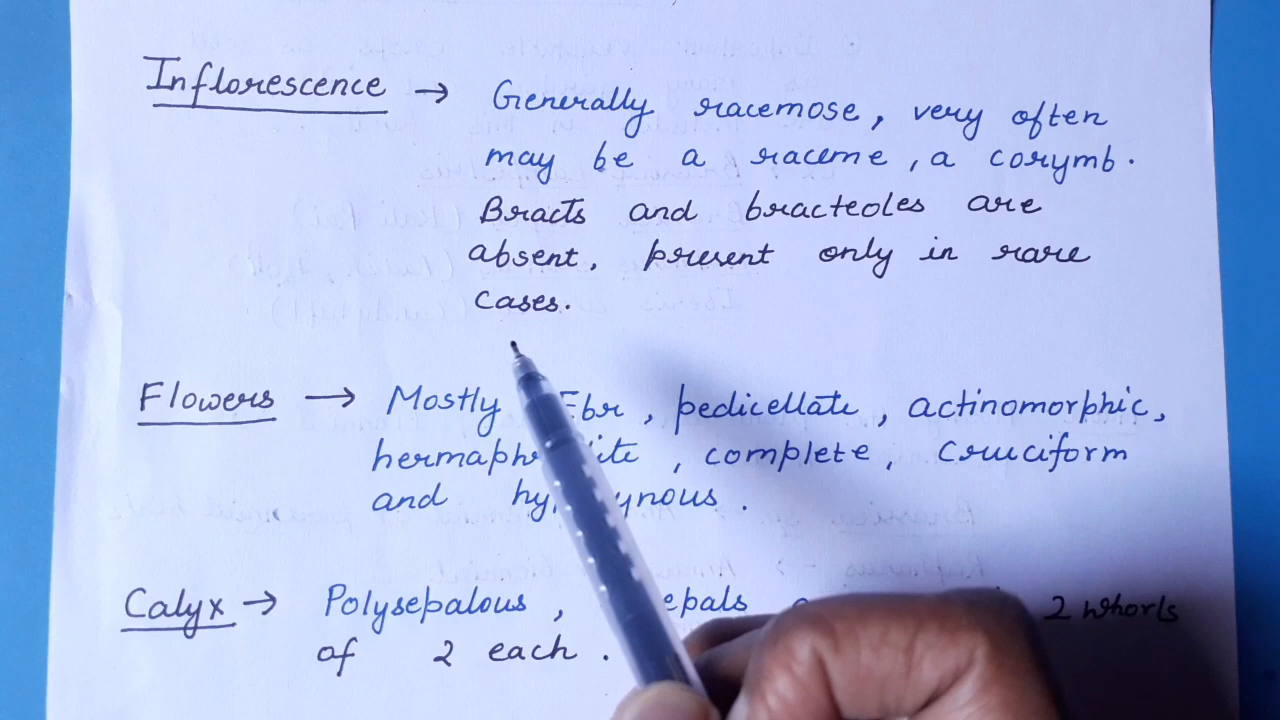 Inflorescence → Generally racemose, very often
may be a raceme, a corymb.
Bracts and bracteoles are
absent, present only in rare
cases.
Flowers → Mostly Ebr, pedicellate, actinomorphic,
, complete, Cruciform
and
Calyx → Polysepalous, 2 whorls
of 2 each.